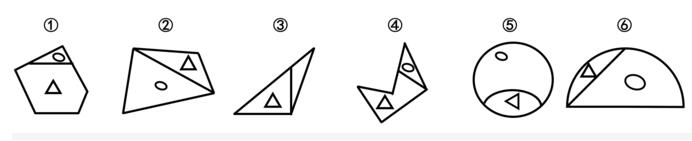 ① ② ③ ④ ⑤ ⑥